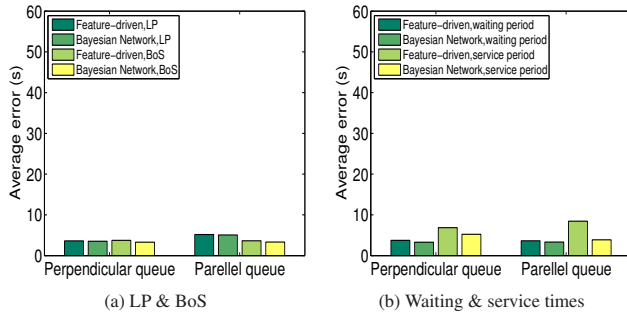 60
50
40
30
20
10
0
Average error (s)
Feature-driven,LP
Bayesian Network,LP
Feature-driven,BoS
Bayesian Network,BoS
Perpendicular queue
Parellel queue
(a) LP & BoS
60
50
40
30
20
10
0
Average error (s)
Feature-driven,waiting period
Bayesian Network,waiting period
Feature-driven,service period
Bayesian Network,service period
Perpendicular queue
Parellel queue
(b) Waiting & service times